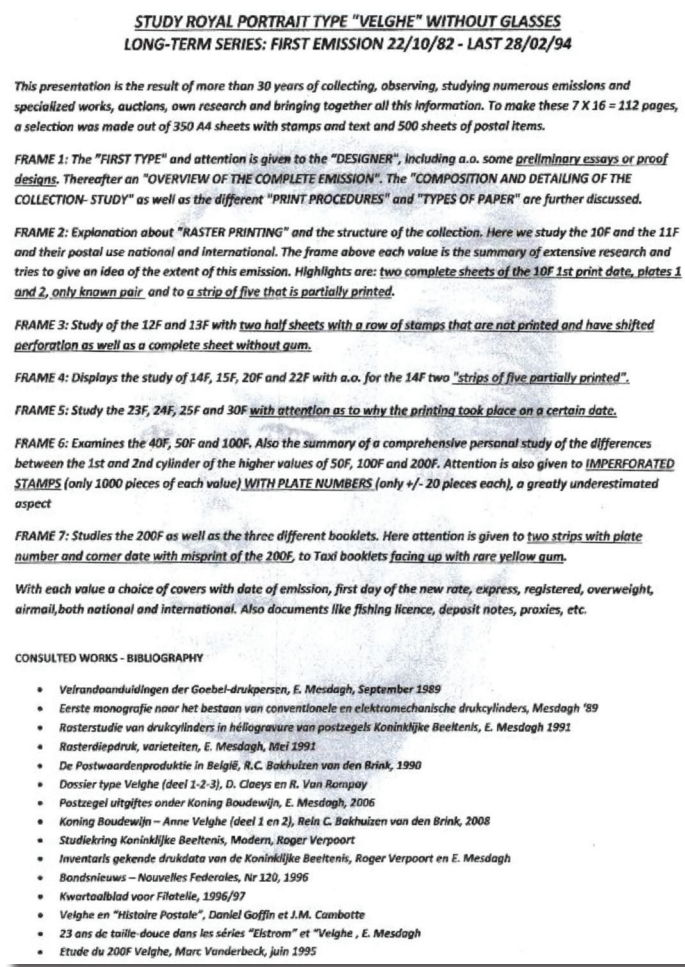 STUDY ROYAL PORTRAIT TYPE "VELGHE" WITHOUT GLASSES
LONG-TERM SERIES: FIRST EMISSION 22/10/82 - LAST 28/02/94
This presentation is the result of more than 30 years of collecting, observing, studying numerous emissions and
specialized works, auctions, own research and bringing together all this information. To make these 7 X 16 = 112 pages,
a selection was made out of 350 A4 sheets with stamps and text and 500 sheets of postal items.
FRAME 1: The "FIRST TYPE" and attention is given to the "DESIGNER", including a.o. some preliminary essays or proof
designs. Thereafter an "OVERVIEW OF THE COMPLETE EMISSION". The "COMPOSITION AND DETAILING OF THE
COLLECTION- STUDY" as well as the different "PRINT PROCEDURES" and "TYPES OF PAPER" are further discussed.
FRAME 2: Explanation about "RASTER PRINTING" and the structure of the collection. Here we study the 10F and the 11F
and their postal use national and international. The frame above each value is the summary of extensive research and
tries to give an idea of the extent of this emission. Highlights are: two complete sheets of the 10F 1st print date, plates 1
and 2, only known pair and to a strip of five that is partially printed.
FRAME 3: Study of the 12F and 13F with two half sheets with a row of stamps that are not printed and have shifted
perforation as well as a complete sheet without gum.
FRAME 4: Displays the study of 14F, 15F, 20F and 22F with a.o. for the 14F two "strips of five partially printed".
FRAME 5: Study the 23F, 24F, 25F and 30F with attention as to why the printing took place on a certain date.
FRAME 6: Examines the 40F, 50F and 100F. Also the summary of a comprehensive personal study of the differences
between the 1st and 2nd cylinder of the higher values of 50F, 100F and 200F. Attention is also given to IMPERFORATED
STAMPS (only 1000 pieces of each value) WITH PLATE NUMBERS (only +/- 20 pieces each), a greatly underestimated
aspect
FRAME 7: Studies the 200F as well as the three different booklets. Here attention is given to two strips with plate
number and corner date with misprint of the 200F, to Taxi booklets facing up with rare yellow gum.
With each value a choice of covers with date of emission, first day of the new rate, express, registered, overweight,
airmail,both national and international. Also documents like fishing licence, deposit notes, proxies, etc.
CONSULTED WORKS - BIBLIOGRAPHY
• Velrandaanduidingen der Goebel-drukpersen, E. Mesdagh, September 1989
• Eerste monografie naar het bestaan van conventionele en elektromechanische drukcylinders, Mesdagh '89
• Rasterstudie van drukcylinders in héliogravure van postzegels Koninklijke Beeltenis, E. Mesdagh 1991
• Rasterdiepdruk, varieteiten, E. Mesdagh, Mei 1991
• De Postwaardenproduktie in België, R.C. Bakhuizen van den Brink, 1990
• Dossier type Velghe (deel 1-2-3), D. Claeys en R. Van Rompay
• Postzegel uitgiftes onder Koning Boudewijn, E. Mesdagh, 2006
• Koning Boudewijn – Anne Velghe (deel 1 en 2), Rein C. Bakhuizen van den Brink, 2008
• Studiekring Koninklijke Beeltenis, Modern, Roger Verpoort
• Inventaris gekende drukdata van de Koninklijke Beeltenis, Roger Verpoort en E. Mesdagh
• Bondsnieuws – Nouvelles Federales, Nr 120, 1996
• Kwartaalblad voor Filatelie, 1996/97
• Velghe en "Histoire Postale", Daniel Goffin et J.M. Cambotte
• 23 ans de taille-douce dans les séries "Elstrom" et "Velghe , E. Mesdagh
• Etude du 200F Velghe, Marc Vanderbeck, juin 1995